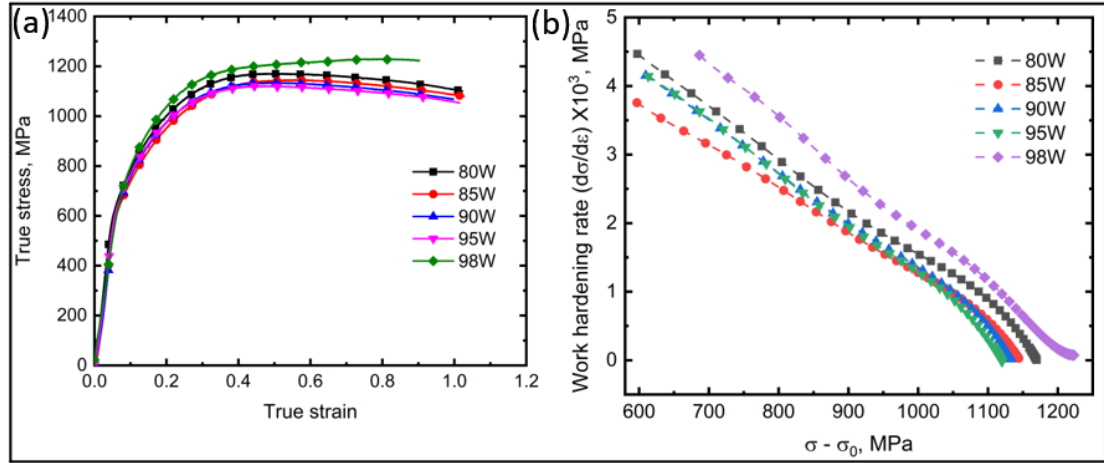 (a)
1400
1200
1000
800
600
400
200
0
True stress, MPa
0.0 0.2 0.4 0.6 0.8 1.0 1.2
True strain
80W
85W
90W
95W
98W
(b)
5
4
3
2
1
0
Work hardening rate (dσ/dε) X10³, MPa
600 700 800 900 1000 1100 1200
σ - σ₀, MPa
80W
85W
90W
95W
98W